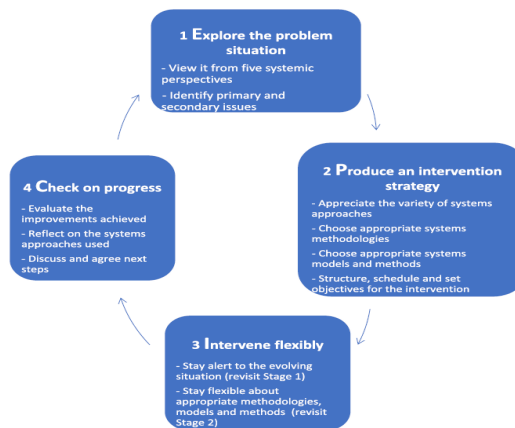 1 Explore the problem
situation
- View it from five systemic
perspectives
- Identify primary and
secondary issues
2 Produce an intervention
strategy
- Appreciate the variety of systems
approaches
- Choose appropriate systems
methodologies
- Choose appropriate systems
models and methods
- Structure, schedule and set
objectives for the intervention
3 Intervene flexibly
- Stay alert to the evolving
situation (revisit Stage 1)
- Stay flexible about
appropriate methodologies,
models and methods (revisit
Stage 2)
4 Check on progress
- Evaluate the
improvements achieved
- Reflect on the systems
approaches used
- Discuss and agree next
steps